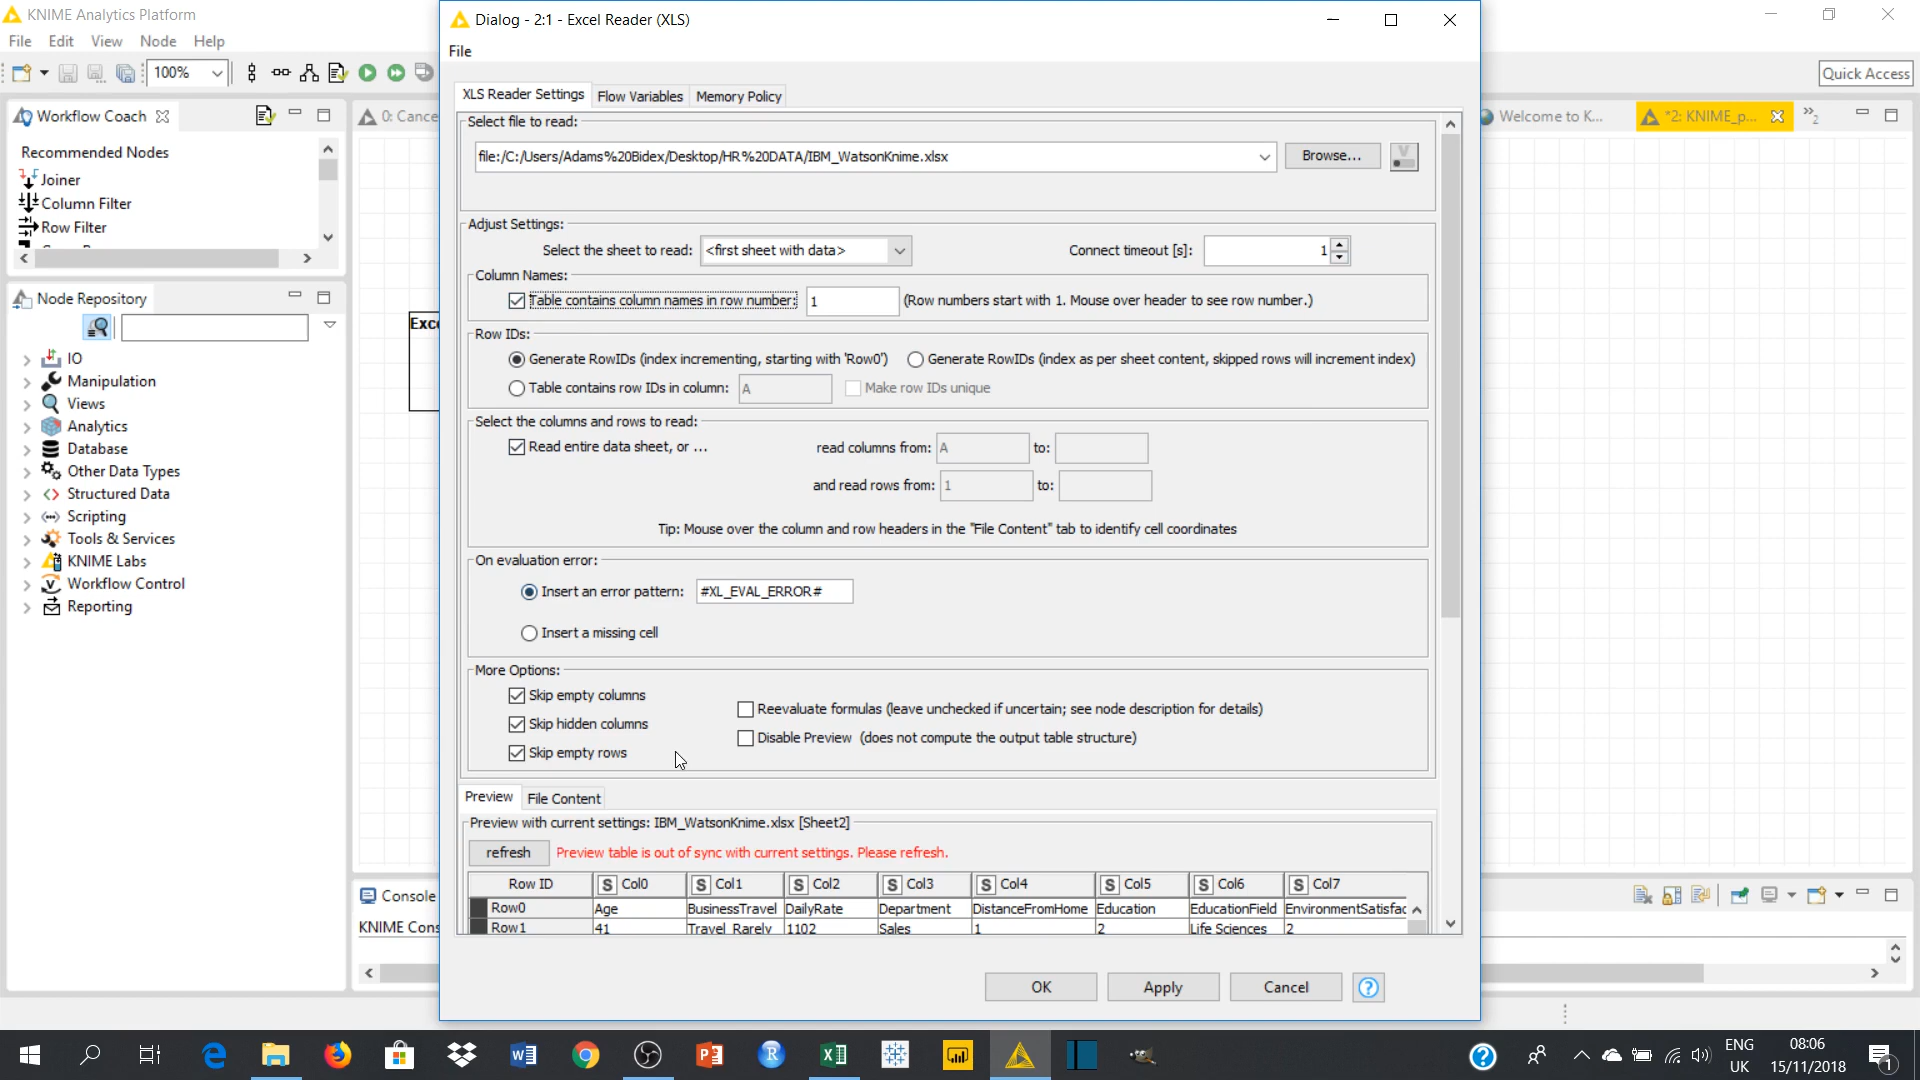 KNIME Analytics Platform
File Edit View Node Help
100%
Quick Access
Workflow Coach
Recommended Nodes
Joiner
Column Filter
Row Filter
Node Repository
IO
Manipulation
Views
Analytics
Database
Other Data Types
Structured Data
Scripting
Tools & Services
KNIME Labs
Workflow Control
Reporting
0: Cance
Exce
Console
KNIME Cons
Welcome to K...
*2: KNIME_p...
2
Dialog - 2:1 - Excel Reader (XLS)
File
XLS Reader Settings Flow Variables Memory Policy
Select file to read:
file:/C:/Users/Adams%20Bidex/Desktop/HR%20DATA/IBM_WatsonKnime.xlsx Browse...
Adjust Settings:
Select the sheet to read: <first sheet with data> Connect timeout [s]: 1
Column Names:
Table contains column names in row number: 1 (Row numbers start with 1. Mouse over header to see row number.)
Row IDs:
Generate RowIDs (index incrementing, starting with 'Row0') Generate RowIDs (index as per sheet content, skipped rows will increment index)
Table contains row IDs in column: A Make row IDs unique
Select the columns and rows to read:
Read entire data sheet, or ... read columns from: A to:
and read rows from: 1 to:
Tip: Mouse over the column and row headers in the "File Content" tab to identify cell coordinates
On evaluation error:
Insert an error pattern: #XL_EVAL_ERROR#
Insert a missing cell
More Options:
Skip empty columns
Reevaluate formulas (leave unchecked if uncertain; see node description for details)
Skip hidden columns
Disable Preview (does not compute the output table structure)
Skip empty rows
Preview File Content
Preview with current settings: IBM_WatsonKnime.xlsx [Sheet2]
refresh Preview table is out of sync with current settings. Please refresh.
Row ID S Col0 S Col1 S Col2 S Col3 S Col4 S Col5 S Col6 S Col7
Row0 Age BusinessTravel DailyRate Department DistanceFromHome Education EducationField EnvironmentSatisfac
Row1 41 Travel_Rarely 1102 Sales 1 2 Life Sciences 2
OK Apply Cancel
ENG 08:06
UK 15/11/2018
1